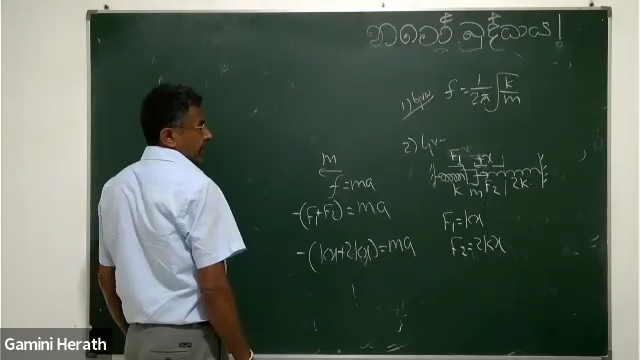 නමෝ බුද්ධාය!
1) f = 1/2π √k/m
2)
F₁ x
k m F₂ 2k
m
f = ma
-(F₁+F₂) = ma
F₁ = kx
-(kx+2kx) = ma
F₂ = 2kx
Gamini Herath